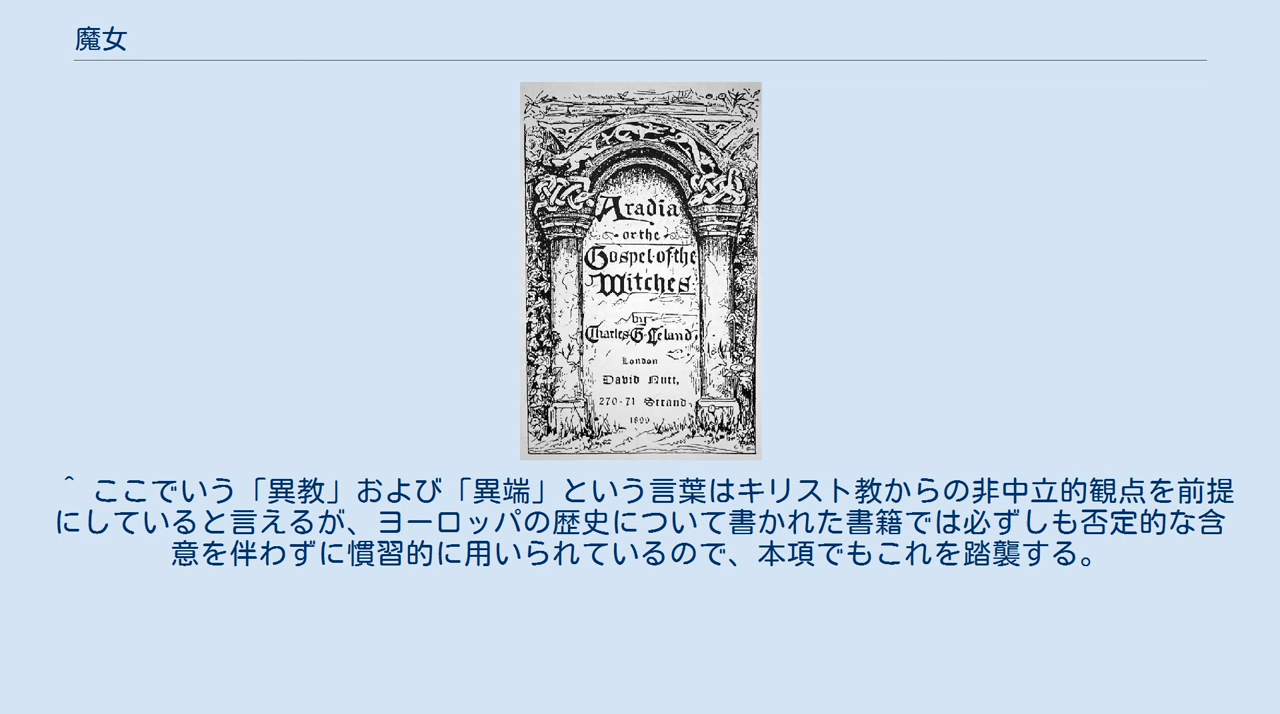 魔女
Aradia
or the
Gospel of the
Witches
by
Charles G. Leland,
London
David Nutt,
270-71 Strand,
1899
^ ここでいう「異教」および「異端」という言葉はキリスト教からの非中立的観点を前提
にしていると言えるが、ヨーロッパの歴史について書かれた書籍では必ずしも否定的な含
意を伴わずに慣習的に用いられているので、本項でもこれを踏襲する。